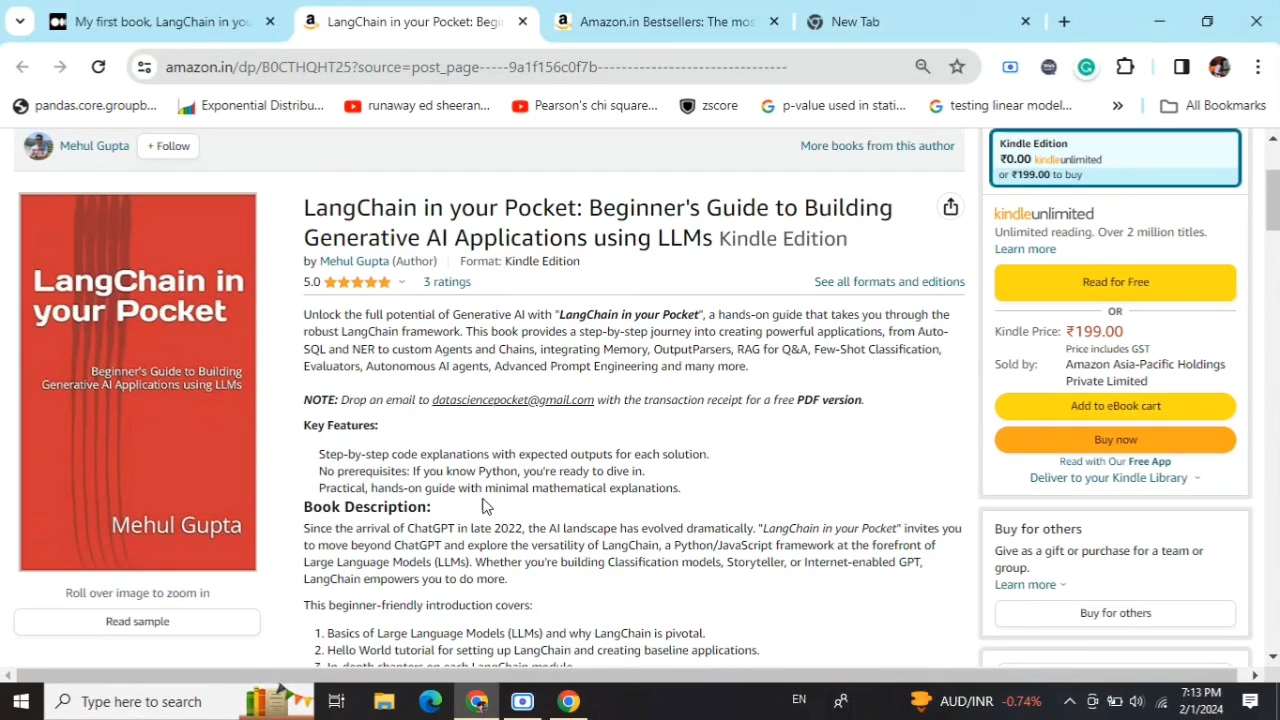 My first book, LangChain in you
LangChain in your Pocket: Begi
Amazon.in Bestsellers: The mos
New Tab
amazon.in/dp/B0CTHQHT25?source=post_page-----9a1f156c0f7b--------------------------------
pandas.core.groupb...
Exponential Distribu...
runaway ed sheeran...
Pearson's chi square...
zscore
p-value used in stati...
testing linear model...
»
All Bookmarks
Mehul Gupta
+ Follow
More books from this author
LangChain in your Pocket
Beginner's Guide to Building
Generative AI Applications using LLMs
Mehul Gupta
Roll over image to zoom in
Read sample
LangChain in your Pocket: Beginner's Guide to Building
Generative AI Applications using LLMs Kindle Edition
by Mehul Gupta (Author) Format: Kindle Edition
5.0 3 ratings
See all formats and editions
Unlock the full potential of Generative AI with "LangChain in your Pocket", a hands-on guide that takes you through the
robust LangChain framework. This book provides a step-by-step journey into creating powerful applications, from Auto-
SQL and NER to custom Agents and Chains, integrating Memory, OutputParsers, RAG for Q&A, Few-Shot Classification,
Evaluators, Autonomous AI agents, Advanced Prompt Engineering and many more.
NOTE: Drop an email to datasciencepocket@gmail.com with the transaction receipt for a free PDF version.
Key Features:
Step-by-step code explanations with expected outputs for each solution.
No prerequisites: If you know Python, you're ready to dive in.
Practical, hands-on guide with minimal mathematical explanations.
Book Description:
Since the arrival of ChatGPT in late 2022, the AI landscape has evolved dramatically. "LangChain in your Pocket" invites you
to move beyond ChatGPT and explore the versatility of LangChain, a Python/JavaScript framework at the forefront of
Large Language Models (LLMs). Whether you're building Classification models, Storyteller, or Internet-enabled GPT,
LangChain empowers you to do more.
This beginner-friendly introduction covers:
1. Basics of Large Language Models (LLMs) and why LangChain is pivotal.
2. Hello World tutorial for setting up LangChain and creating baseline applications.
3. In-depth chapters on each LangChain module.
Kindle Edition
₹0.00 kindleunlimited
or ₹199.00 to buy
kindleunlimited
Unlimited reading. Over 2 million titles.
Learn more
Read for Free
OR
Kindle Price: ₹199.00
Price includes GST
Sold by: Amazon Asia-Pacific Holdings
Private Limited
Add to eBook cart
Buy now
Read with Our Free App
Deliver to your Kindle Library
Buy for others
Give as a gift or purchase for a team or
group.
Learn more
Buy for others
Type here to search
EN
AUD/INR -0.74%
7:13 PM
2/1/2024